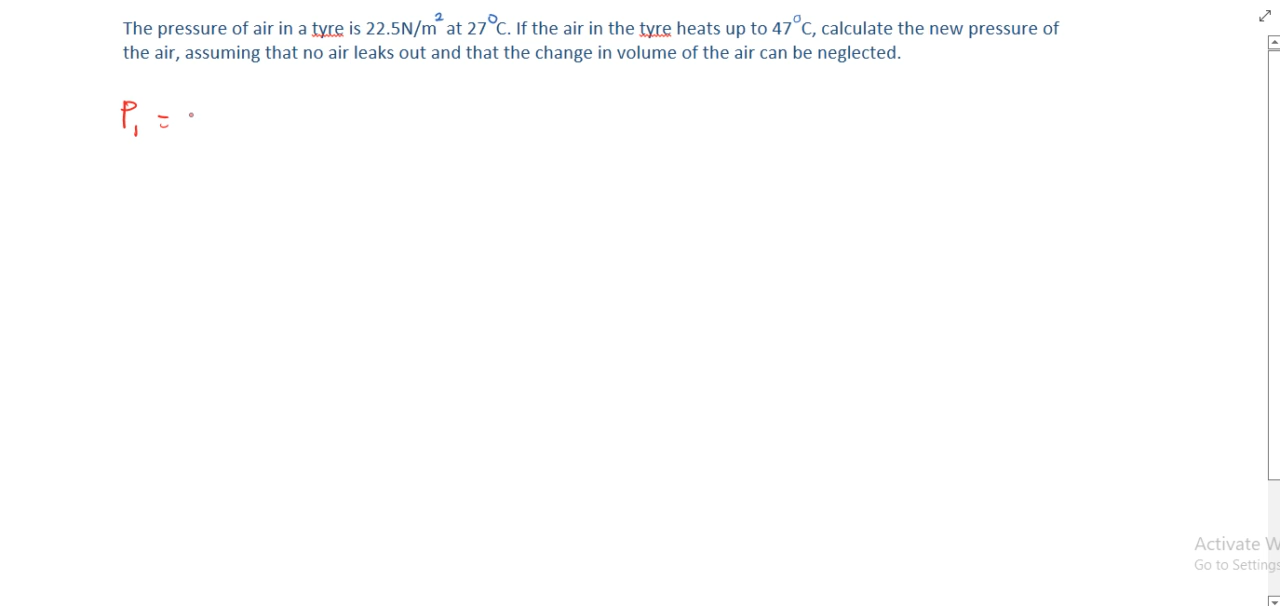 The pressure of air in a tyre is 22.5N/m² at 27⁰C. If the air in the tyre heats up to 47⁰C, calculate the new pressure of
the air, assuming that no air leaks out and that the change in volume of the air can be neglected.
P₁ =
Activate W
Go to Settings